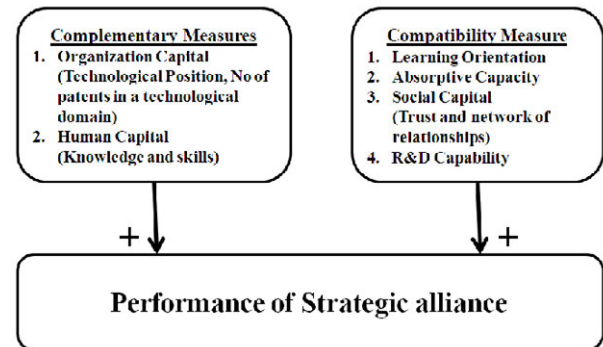 Complementary Measures
1. Organization Capital
(Technological Position, No of
patents in a technological
domain)
2. Human Capital
(Knowledge and skills)
Compatibility Measure
1. Learning Orientation
2. Absorptive Capacity
3. Social Capital
(Trust and network of
relationships)
4. R&D Capability
+
+
Performance of Strategic alliance